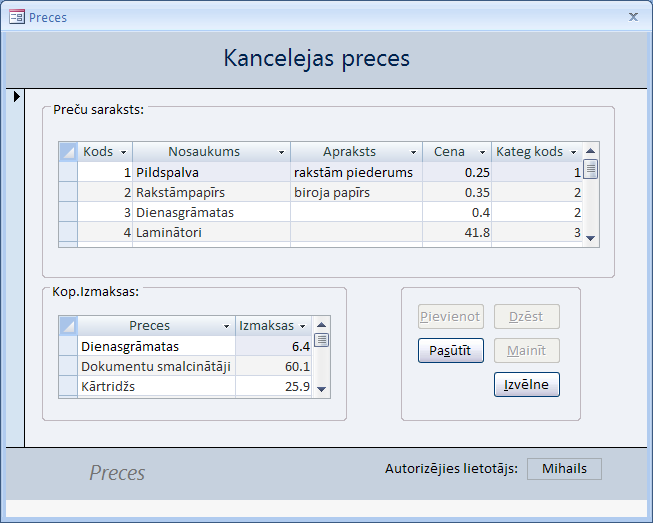 Preces
Kancelejas preces
Preču saraksts:
Kods Nosaukums Apraksts Cena Kateg kods
1 Pildspalva rakstām piederums 0.25 1
2 Rakstāmpapīrs biroja papīrs 0.35 2
3 Dienasgrāmatas 0.4 2
4 Laminātori 41.8 3
Kop.Izmaksas:
Preces Izmaksas
Dienasgrāmatas 6.4
Dokumentu smalcinātāji 60.1
Kārtridžs 25.9
Pievienot Dzēst
Pasūtīt Mainīt
Izvēlne
Preces
Autorizējies lietotājs: Mihails